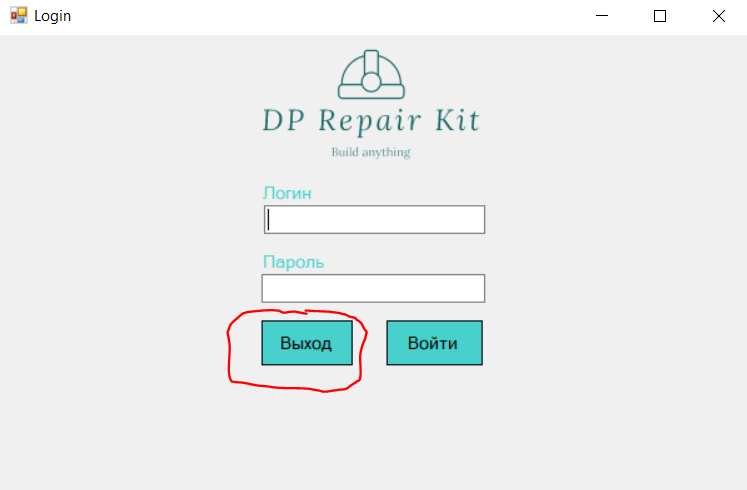 Login
DP Repair Kit
Build anything
Логин
Пароль
Выход Войти